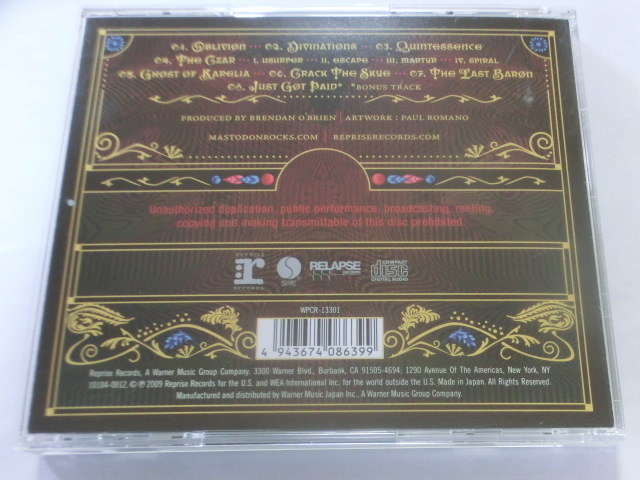 01. Oblivion ··· 02. Divinations ··· 03. Quintessence
04. The Czar ··· I. Usurper ··· II. Escape ··· III. Martyr ··· IV. Spiral
05. Ghost of Karelia ··· 06. Crack The Skye ··· 07. The Last Baron
08. Just Got Paid* *BONUS TRACK
PRODUCED BY BRENDAN O'BRIEN | ARTWORK : PAUL ROMANO
MASTODONROCKS.COM | REPRISERECORDS.COM
Unauthorized duplication, public performance, broadcasting, renting,
copying and making transmittable of this disc prohibited
REPRISE
r
RECORDS
S
SIRE
RELAPSE
COMPACT
disc
DIGITAL AUDIO
WPCR-13301
4 943674 086399
Reprise Records, A Warner Music Group Company. 3300 Warner Blvd., Burbank, CA 91505-4694; 1290 Avenue Of The Americas, New York, NY
10104-0012. © ℗ 2009 Reprise Records for the U.S. and WEA International Inc. for the world outside the U.S. Made in Japan. All Rights Reserved.
Manufactured and distributed by Warner Music Japan Inc., A Warner Music Group Company.